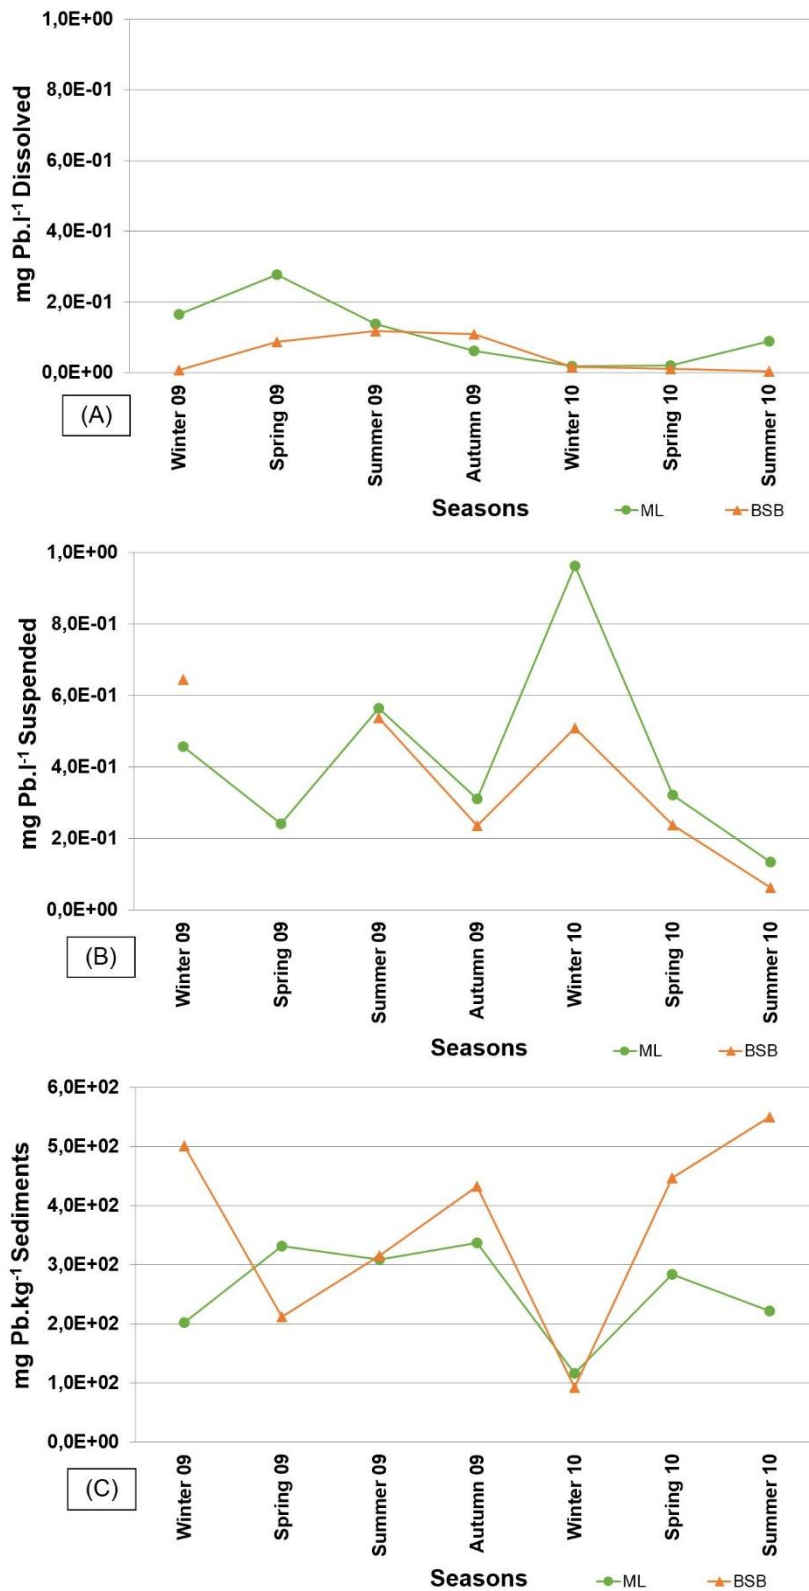 1,0E+00
8,0E-01
6,0E-01
4,0E-01
2,0E-01
0,0E+00
mg Pb.l⁻¹ Dissolved
(A)
Winter 09
Spring 09
Summer 09
Autumn 09
Winter 10
Spring 10
Summer 10
Seasons
ML
BSB
1,0E+00
8,0E-01
6,0E-01
4,0E-01
2,0E-01
0,0E+00
mg Pb.l⁻¹ Suspended
(B)
Winter 09
Spring 09
Summer 09
Autumn 09
Winter 10
Spring 10
Summer 10
Seasons
ML
BSB
6,0E+02
5,0E+02
4,0E+02
3,0E+02
2,0E+02
1,0E+02
0,0E+00
mg Pb.kg⁻¹ Sediments
(C)
Winter 09
Spring 09
Summer 09
Autumn 09
Winter 10
Spring 10
Summer 10
Seasons
ML
BSB